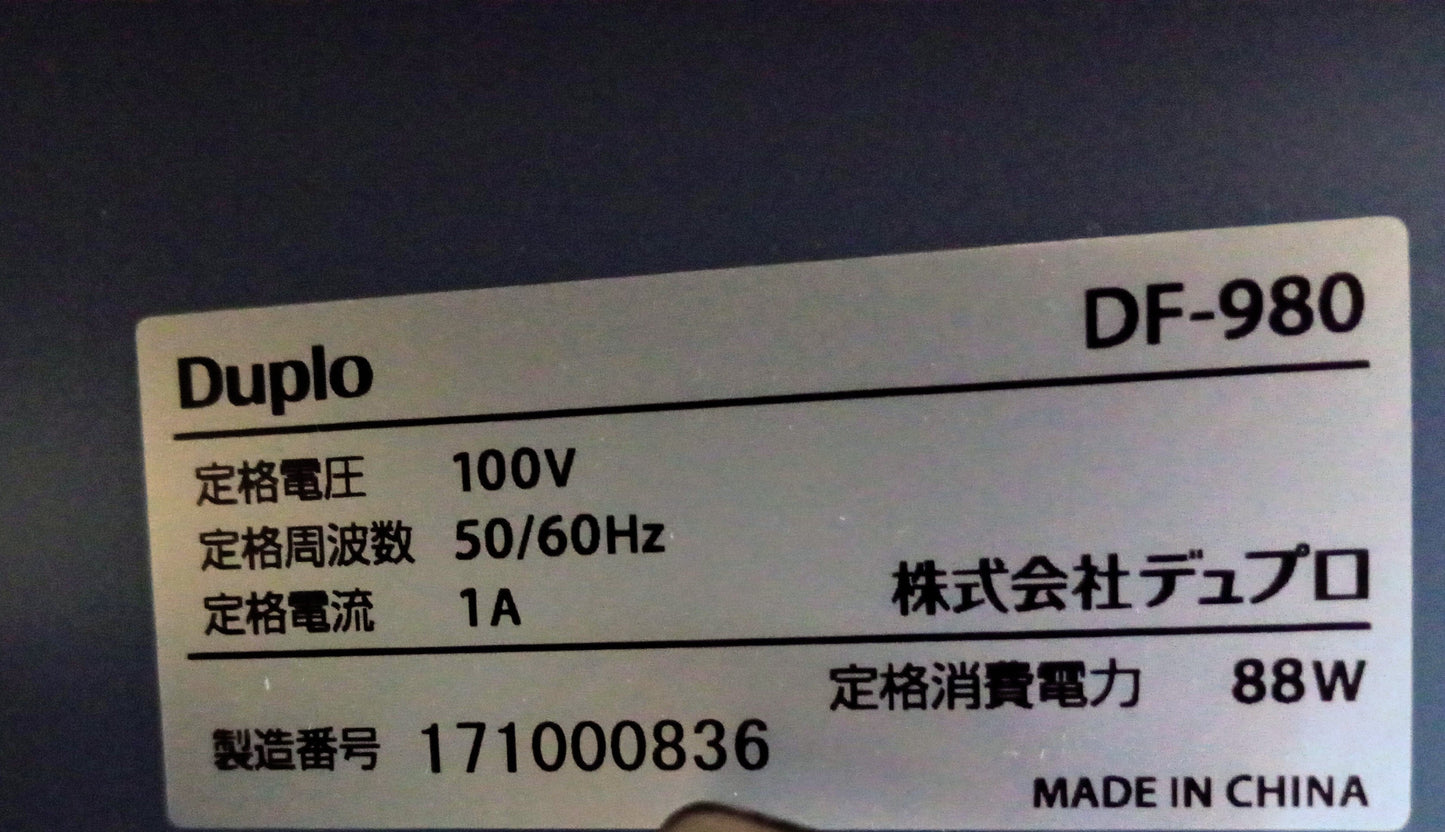 Duplo DF-980
定格電圧 100V
定格周波数 50/60Hz
定格電流 1A
株式会社デュプロ
定格消費電力 88W
製造番号 171000836
MADE IN CHINA